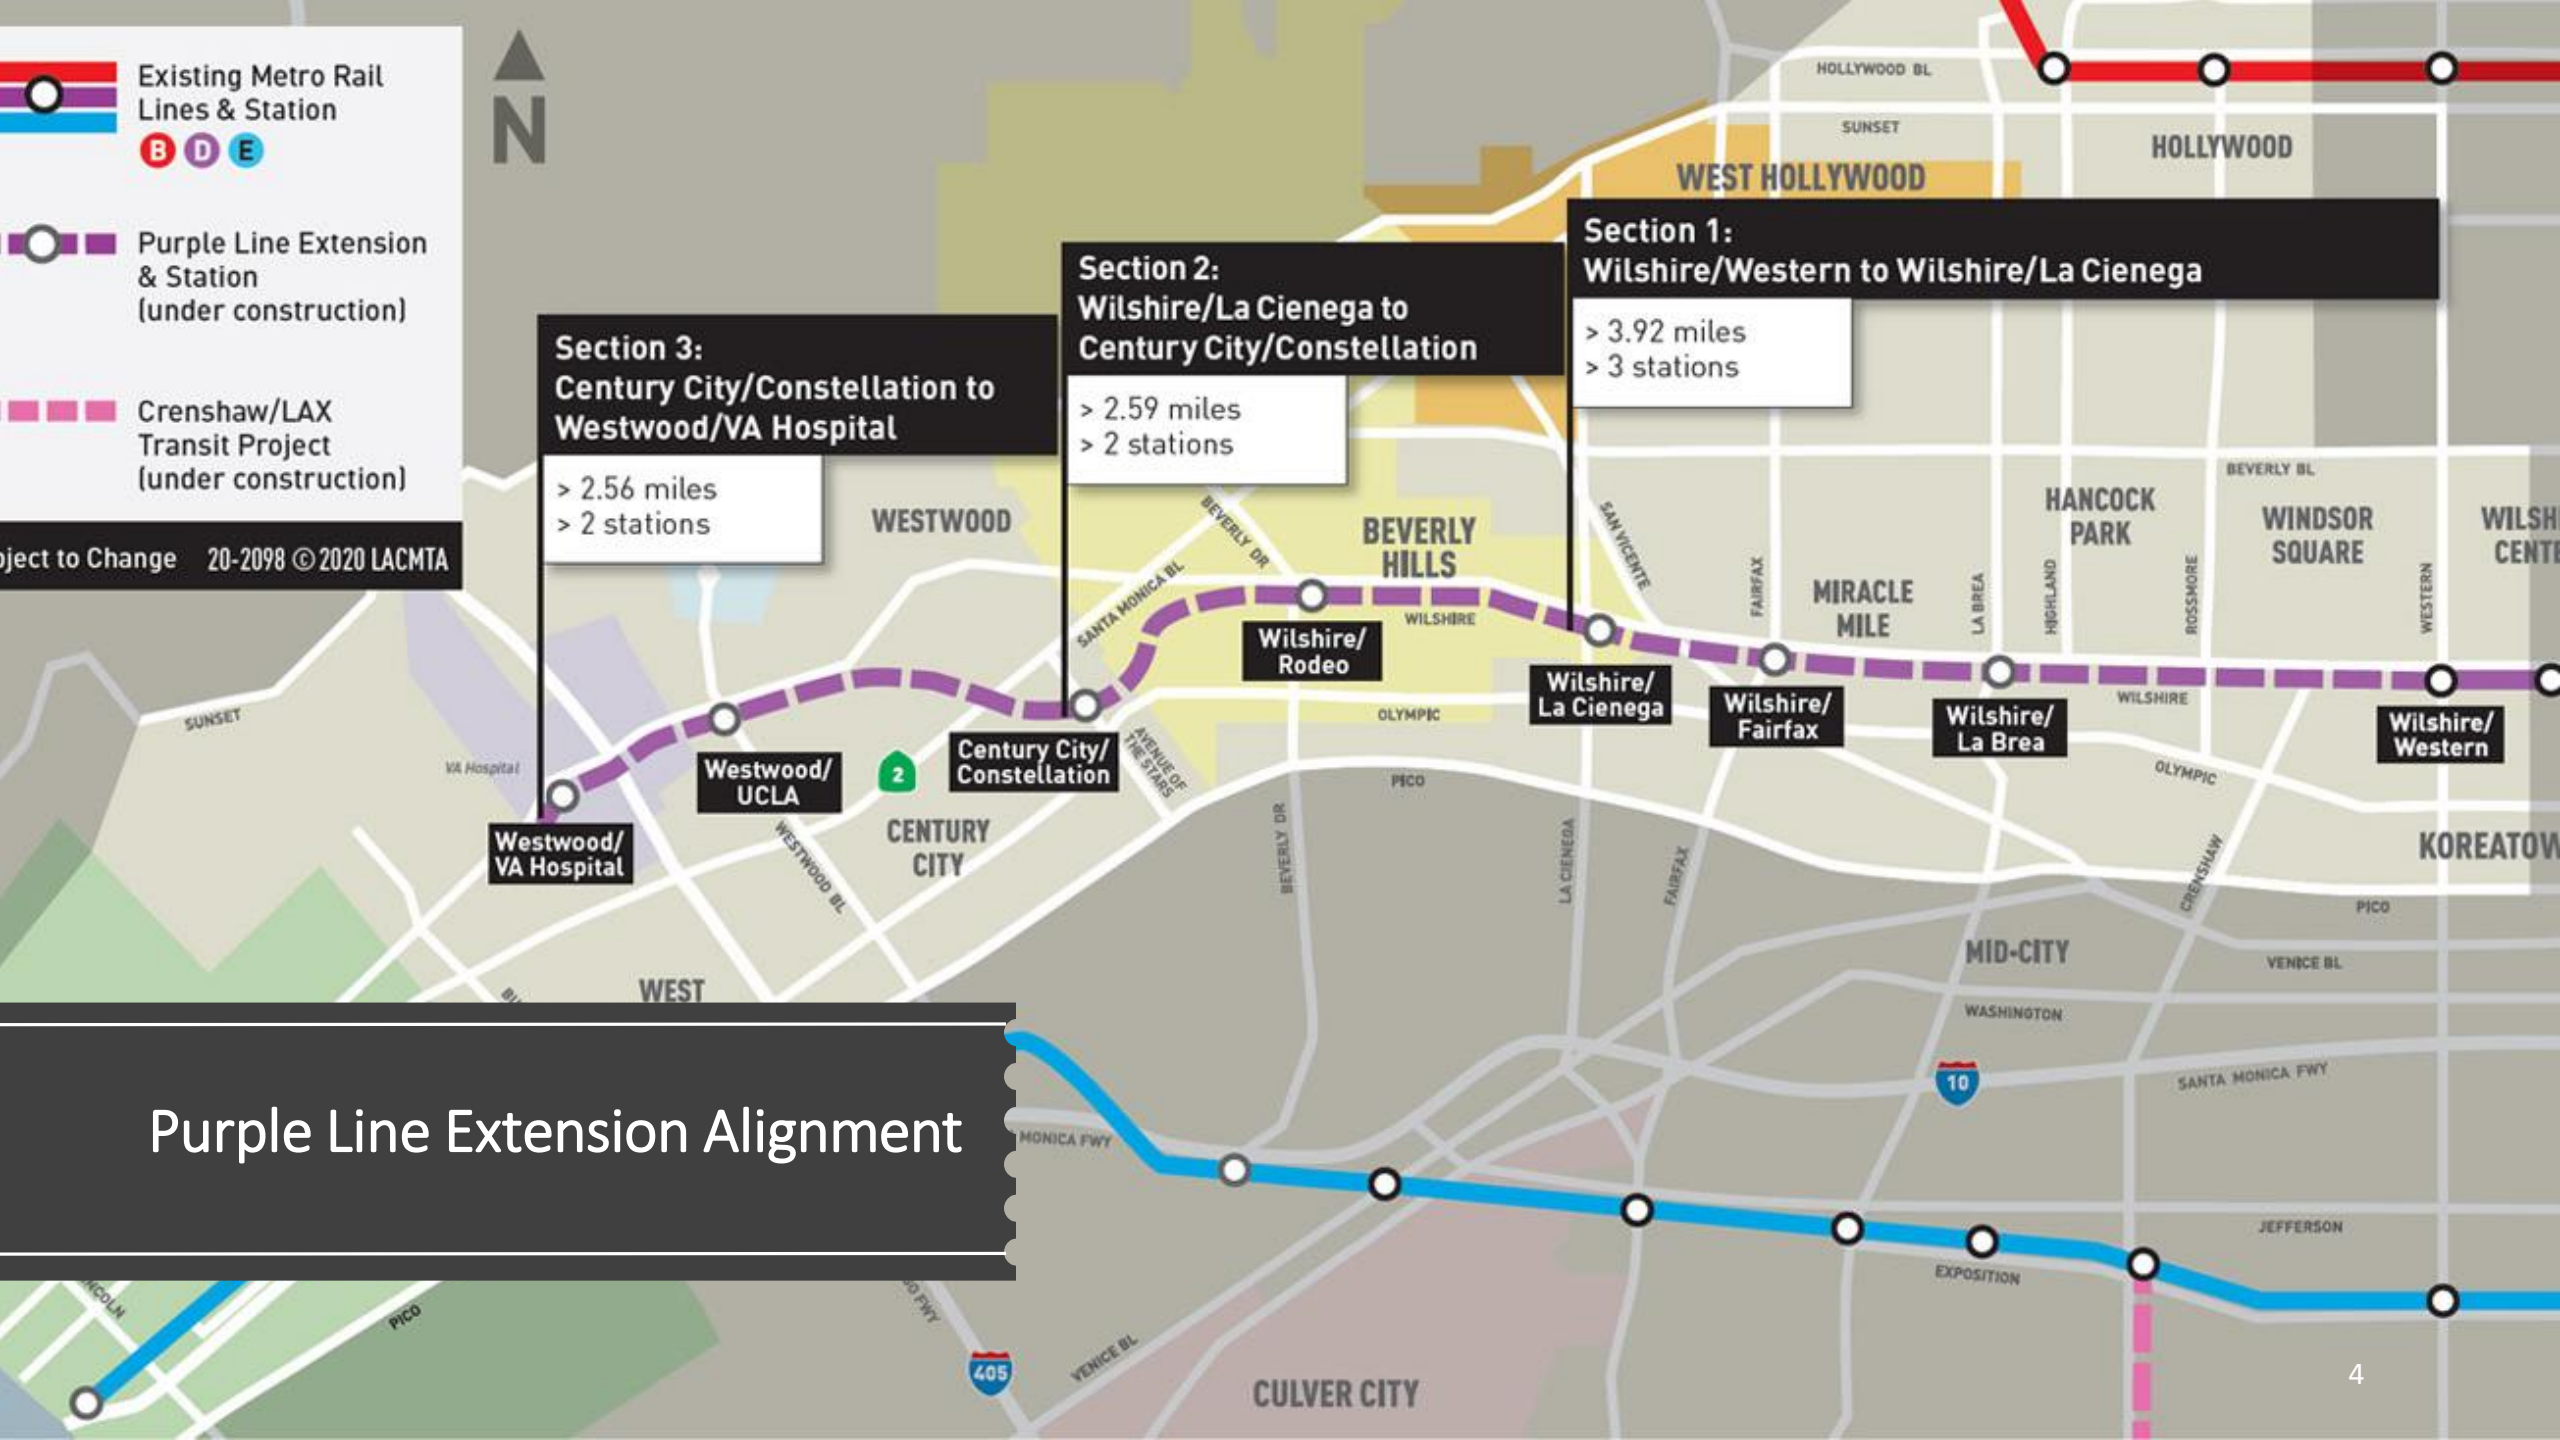 Existing Metro Rail
Lines & Station
B D E
Purple Line Extension
& Station
(under construction)
Crenshaw/LAX
Transit Project
(under construction)
to Change 20-2098 © 2020 LACMTA
N
HOLLYWOOD BL
SUNSET
HOLLYWOOD
WEST HOLLYWOOD
Section 1:
Wilshire/Western to Wilshire/La Cienega
> 3.92 miles
> 3 stations
Section 2:
Wilshire/La Cienega to
Century City/Constellation
> 2.59 miles
> 2 stations
Section 3:
Century City/Constellation to
Westwood/VA Hospital
> 2.56 miles
> 2 stations
WESTWOOD
BEVERLY DR
BEVERLY
HILLS
SANTA MONICA BL
SAN VICENTE
FAIRFAX
MIRACLE
MILE
LA BREA
HIGHLAND
HANCOCK
PARK
ROSSMORE
BEVERLY BL
WINDSOR
SQUARE
WESTERN
WILSH
CENTE
WILSHIRE
Wilshire/
Rodeo
Wilshire/
La Cienega
Wilshire/
Fairfax
Wilshire/
La Brea
WILSHIRE
Wilshire/
Western
SUNSET
VA Hospital
Westwood/
VA Hospital
Westwood/
UCLA
2
Century City/
Constellation
AVENUE OF
THE STARS
OLYMPIC
PICO
OLYMPIC
CENTURY
CITY
WESTWOOD BL
BEVERLY DR
LA CIENEGA
FAIRFAX
CRENSHAW
KOREATOW
PICO
MID-CITY
VENICE BL
WASHINGTON
WEST
BU
10
SANTA MONICA FWY
Purple Line Extension Alignment
MONICA FWY
JEFFERSON
EXPOSITION
NCOLN
PICO
GO FWY
405
VENICE BL
CULVER CITY
4